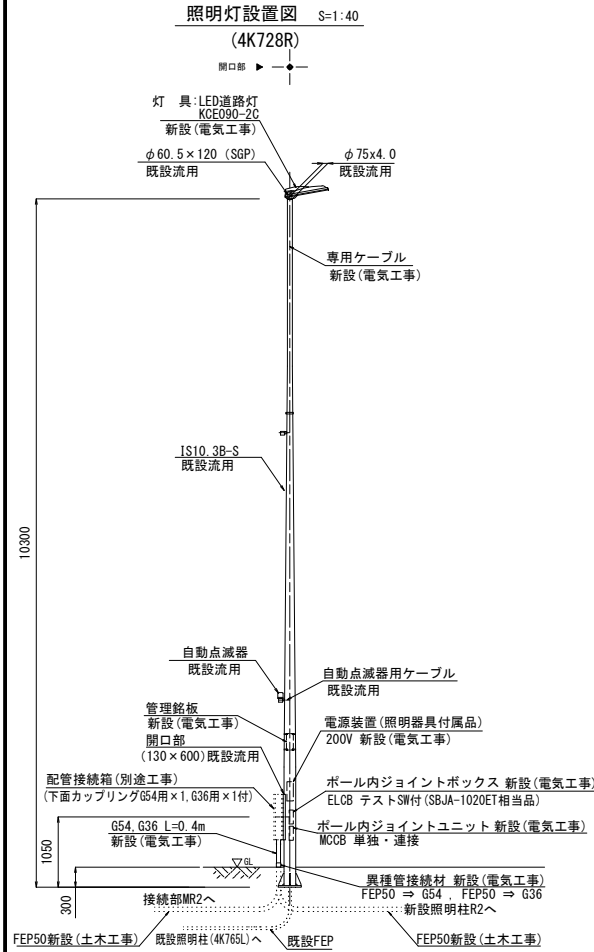 照明灯設置図 S=1:40
(4K728R)
開口部
灯 具:LED道路灯
KCE090-2C
新設(電気工事)
φ60.5×120 (SGP)
既設流用
φ75x4.0
既設流用
専用ケーブル
新設(電気工事)
IS10.3B-S
既設流用
10300
自動点滅器
既設流用
自動点滅器用ケーブル
既設流用
管理銘板
新設(電気工事)
電源装置(照明器具付属品)
200V 新設(電気工事)
開口部
(130×600)既設流用
配管接続箱(別途工事)
(下面カップリングG54用×1,G36用×1付)
ポール内ジョイントボックス 新設(電気工事)
ELCB テストSW付(SBJA-1020ET相当品)
G54,G36 L=0.4m
新設(電気工事)
ポール内ジョイントユニット 新設(電気工事)
MCCB 単独・連接
1050
GL
300
異種管接続材 新設(電気工事)
FEP50 ⇒ G54 , FEP50 ⇒ G36
接続部MR2へ
新設照明柱R2へ
FEP50新設(土木工事)
既設照明柱(4K765L)へ
既設FEP
FEP50新設(土木工事)